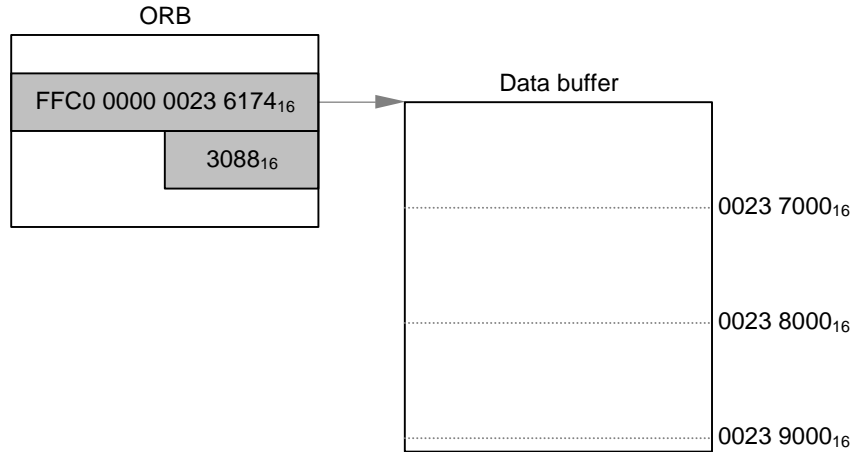 ORB
Data buffer
FFC0 0000 0023 6174₁₆
3088₁₆
0023 7000₁₆
0023 8000₁₆
0023 9000₁₆